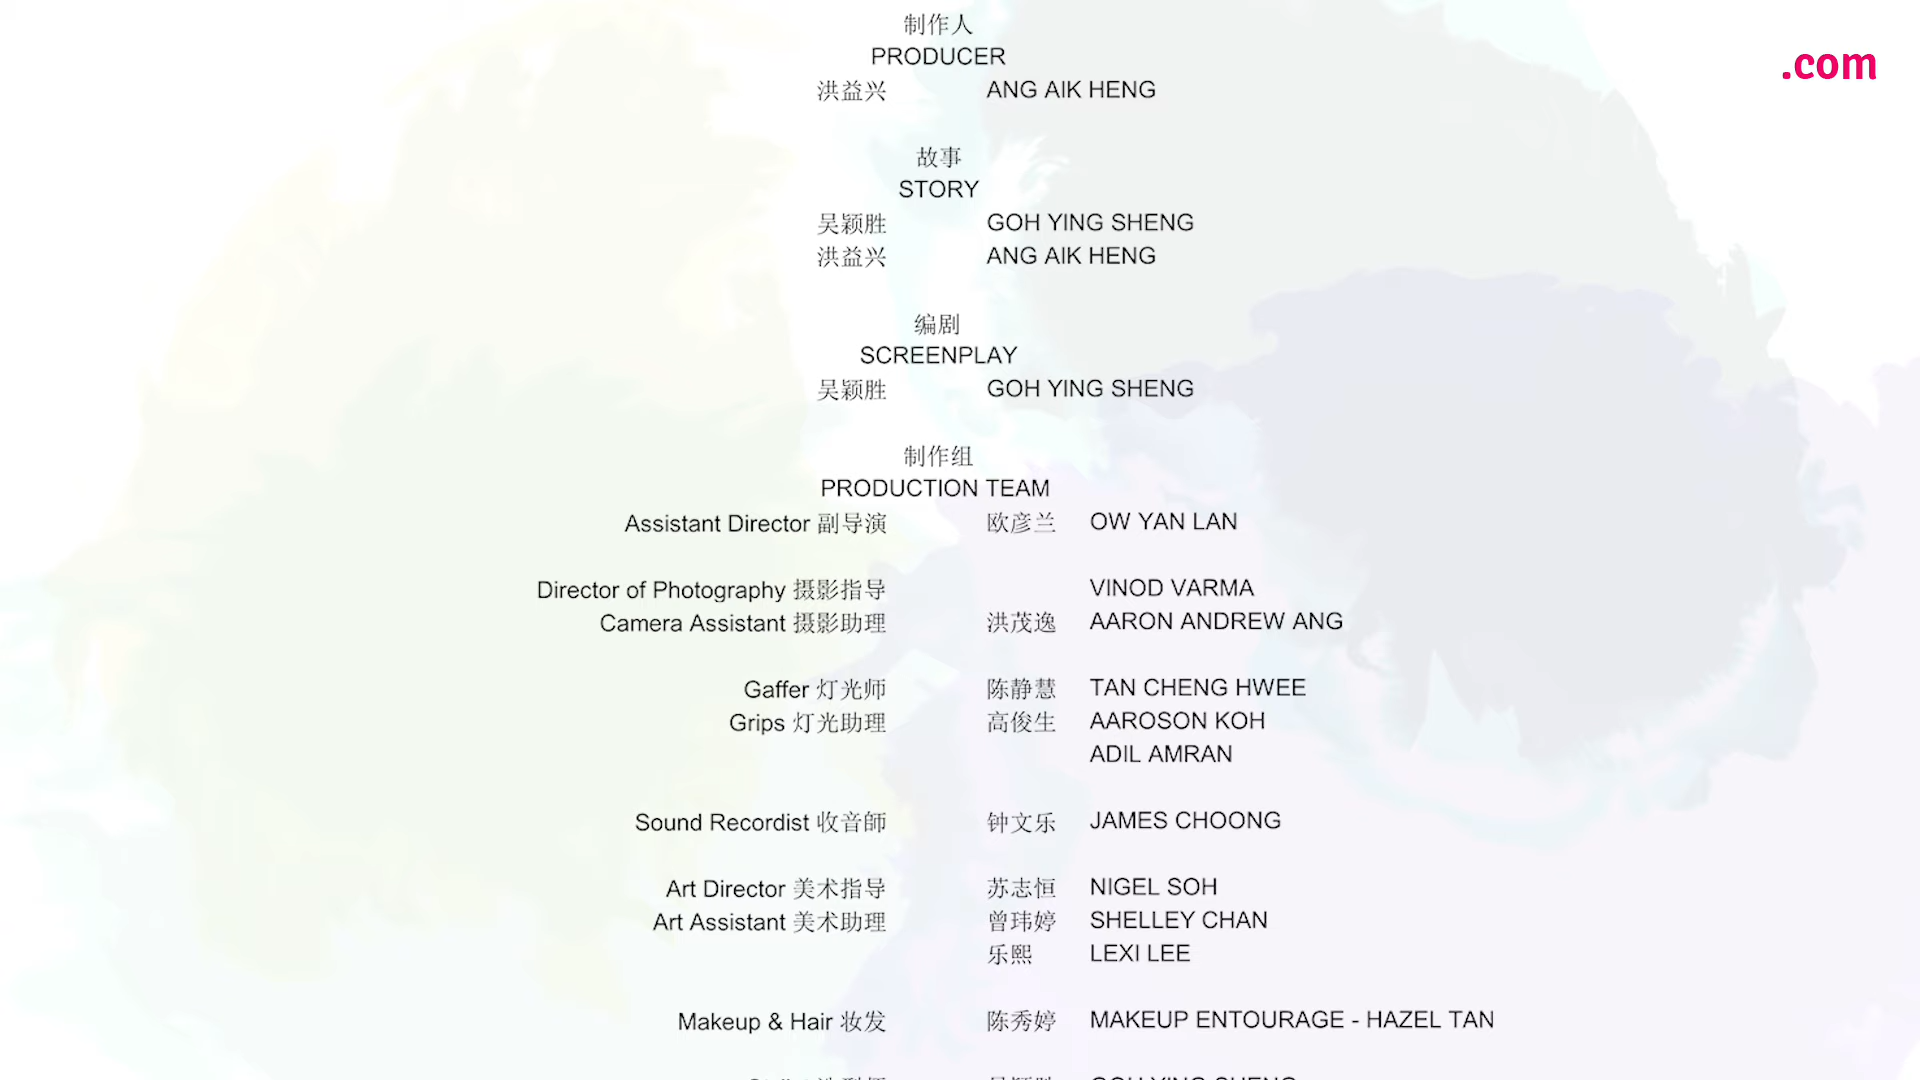 制作人
PRODUCER
.com
洪益兴 ANG AIK HENG
故事
STORY
吴颖胜 GOH YING SHENG
洪益兴 ANG AIK HENG
编剧
SCREENPLAY
吴颖胜 GOH YING SHENG
制作组
PRODUCTION TEAM
Assistant Director 副导演 欧彦兰 OW YAN LAN
Director of Photography 摄影指导 VINOD VARMA
Camera Assistant 摄影助理 洪茂逸 AARON ANDREW ANG
Gaffer 灯光师 陈静慧 TAN CHENG HWEE
Grips 灯光助理 高俊生 AAROSON KOH
ADIL AMRAN
Sound Recordist 收音師 钟文乐 JAMES CHOONG
Art Director 美术指导 苏志恒 NIGEL SOH
Art Assistant 美术助理 曾玮婷 SHELLEY CHAN
乐熙 LEXI LEE
Makeup & Hair 妆发 陈秀婷 MAKEUP ENTOURAGE - HAZEL TAN